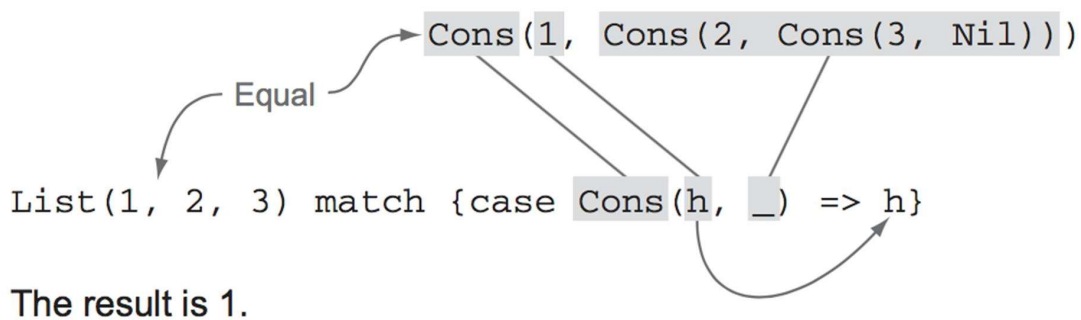 Cons(1, Cons(2, Cons(3, Nil)))
Equal
List(1, 2, 3) match {case Cons(h, _) => h}
The result is 1.